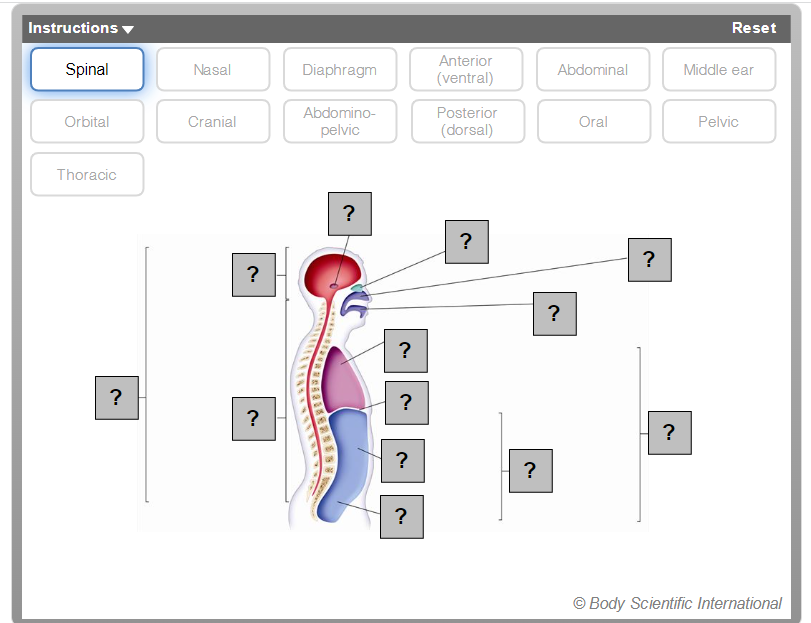 Instructions ▼ Reset
Spinal Nasal Diaphragm Anterior (ventral) Abdominal Middle ear
Orbital Cranial Abdomino-pelvic Posterior (dorsal) Oral Pelvic
Thoracic
?
?
?
?
?
?
?
?
?
?
?
?
?
© Body Scientific International